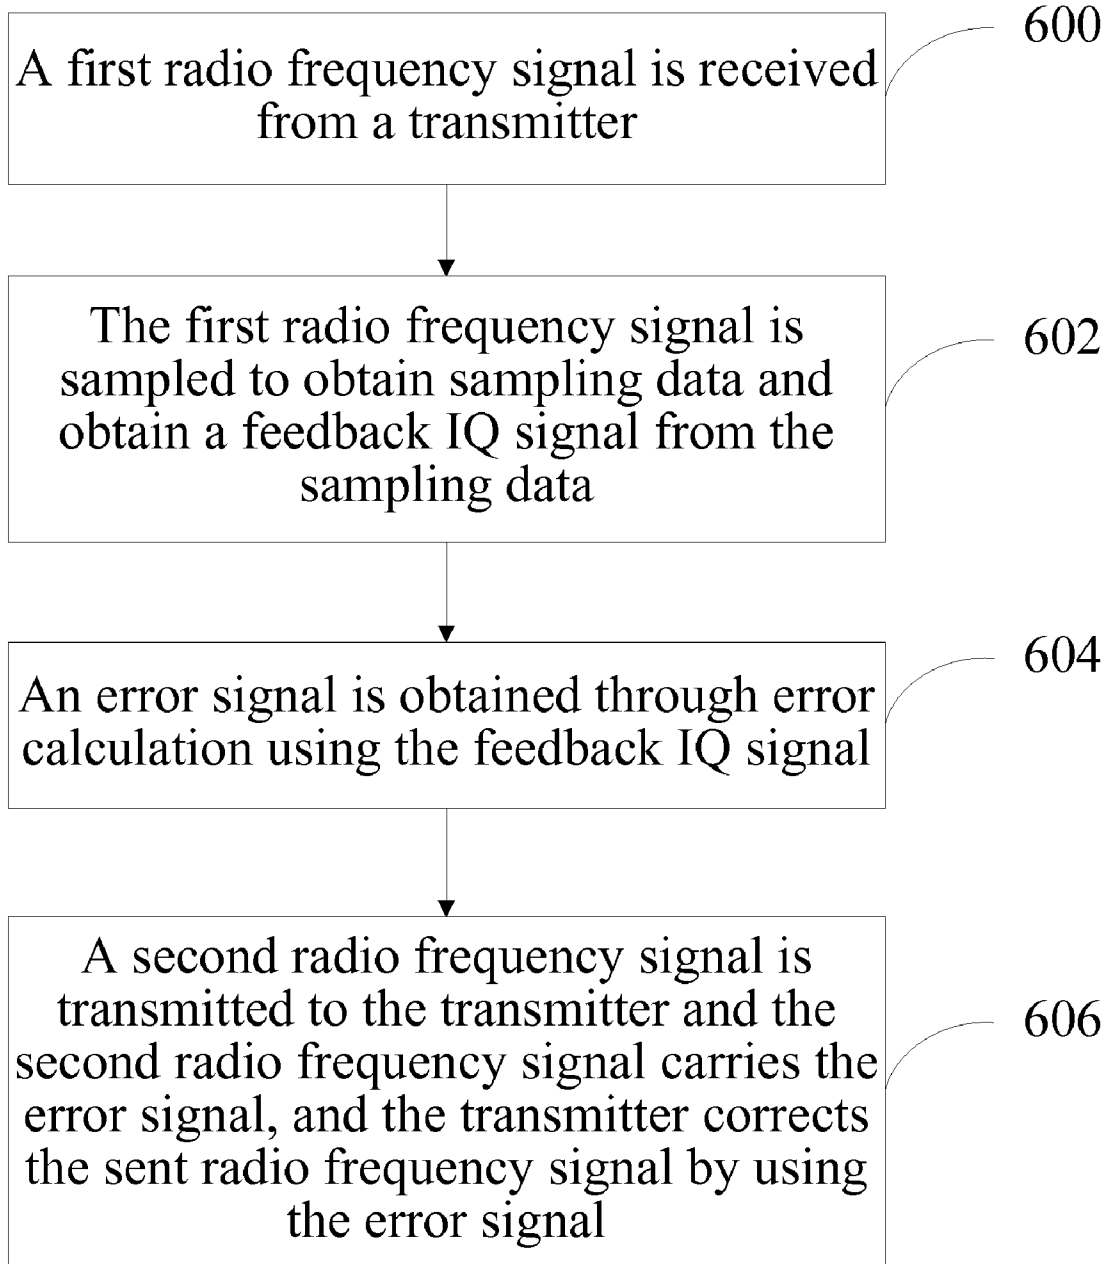 600
A first radio frequency signal is received
from a transmitter
602
The first radio frequency signal is
sampled to obtain sampling data and
obtain a feedback IQ signal from the
sampling data
604
An error signal is obtained through error
calculation using the feedback IQ signal
606
A second radio frequency signal is
transmitted to the transmitter and the
second radio frequency signal carries the
error signal, and the transmitter corrects
the sent radio frequency signal by using
the error signal